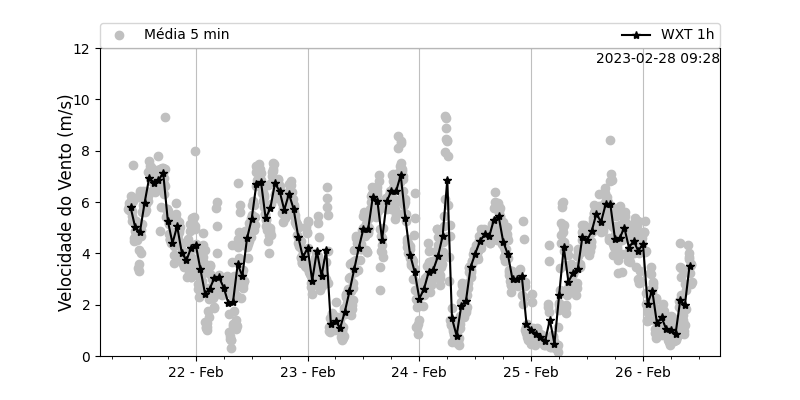 Média 5 min
WXT 1h
2023-02-28 09:28
Velocidade do Vento (m/s)
12
10
8
6
4
2
0
22 - Feb
23 - Feb
24 - Feb
25 - Feb
26 - Feb